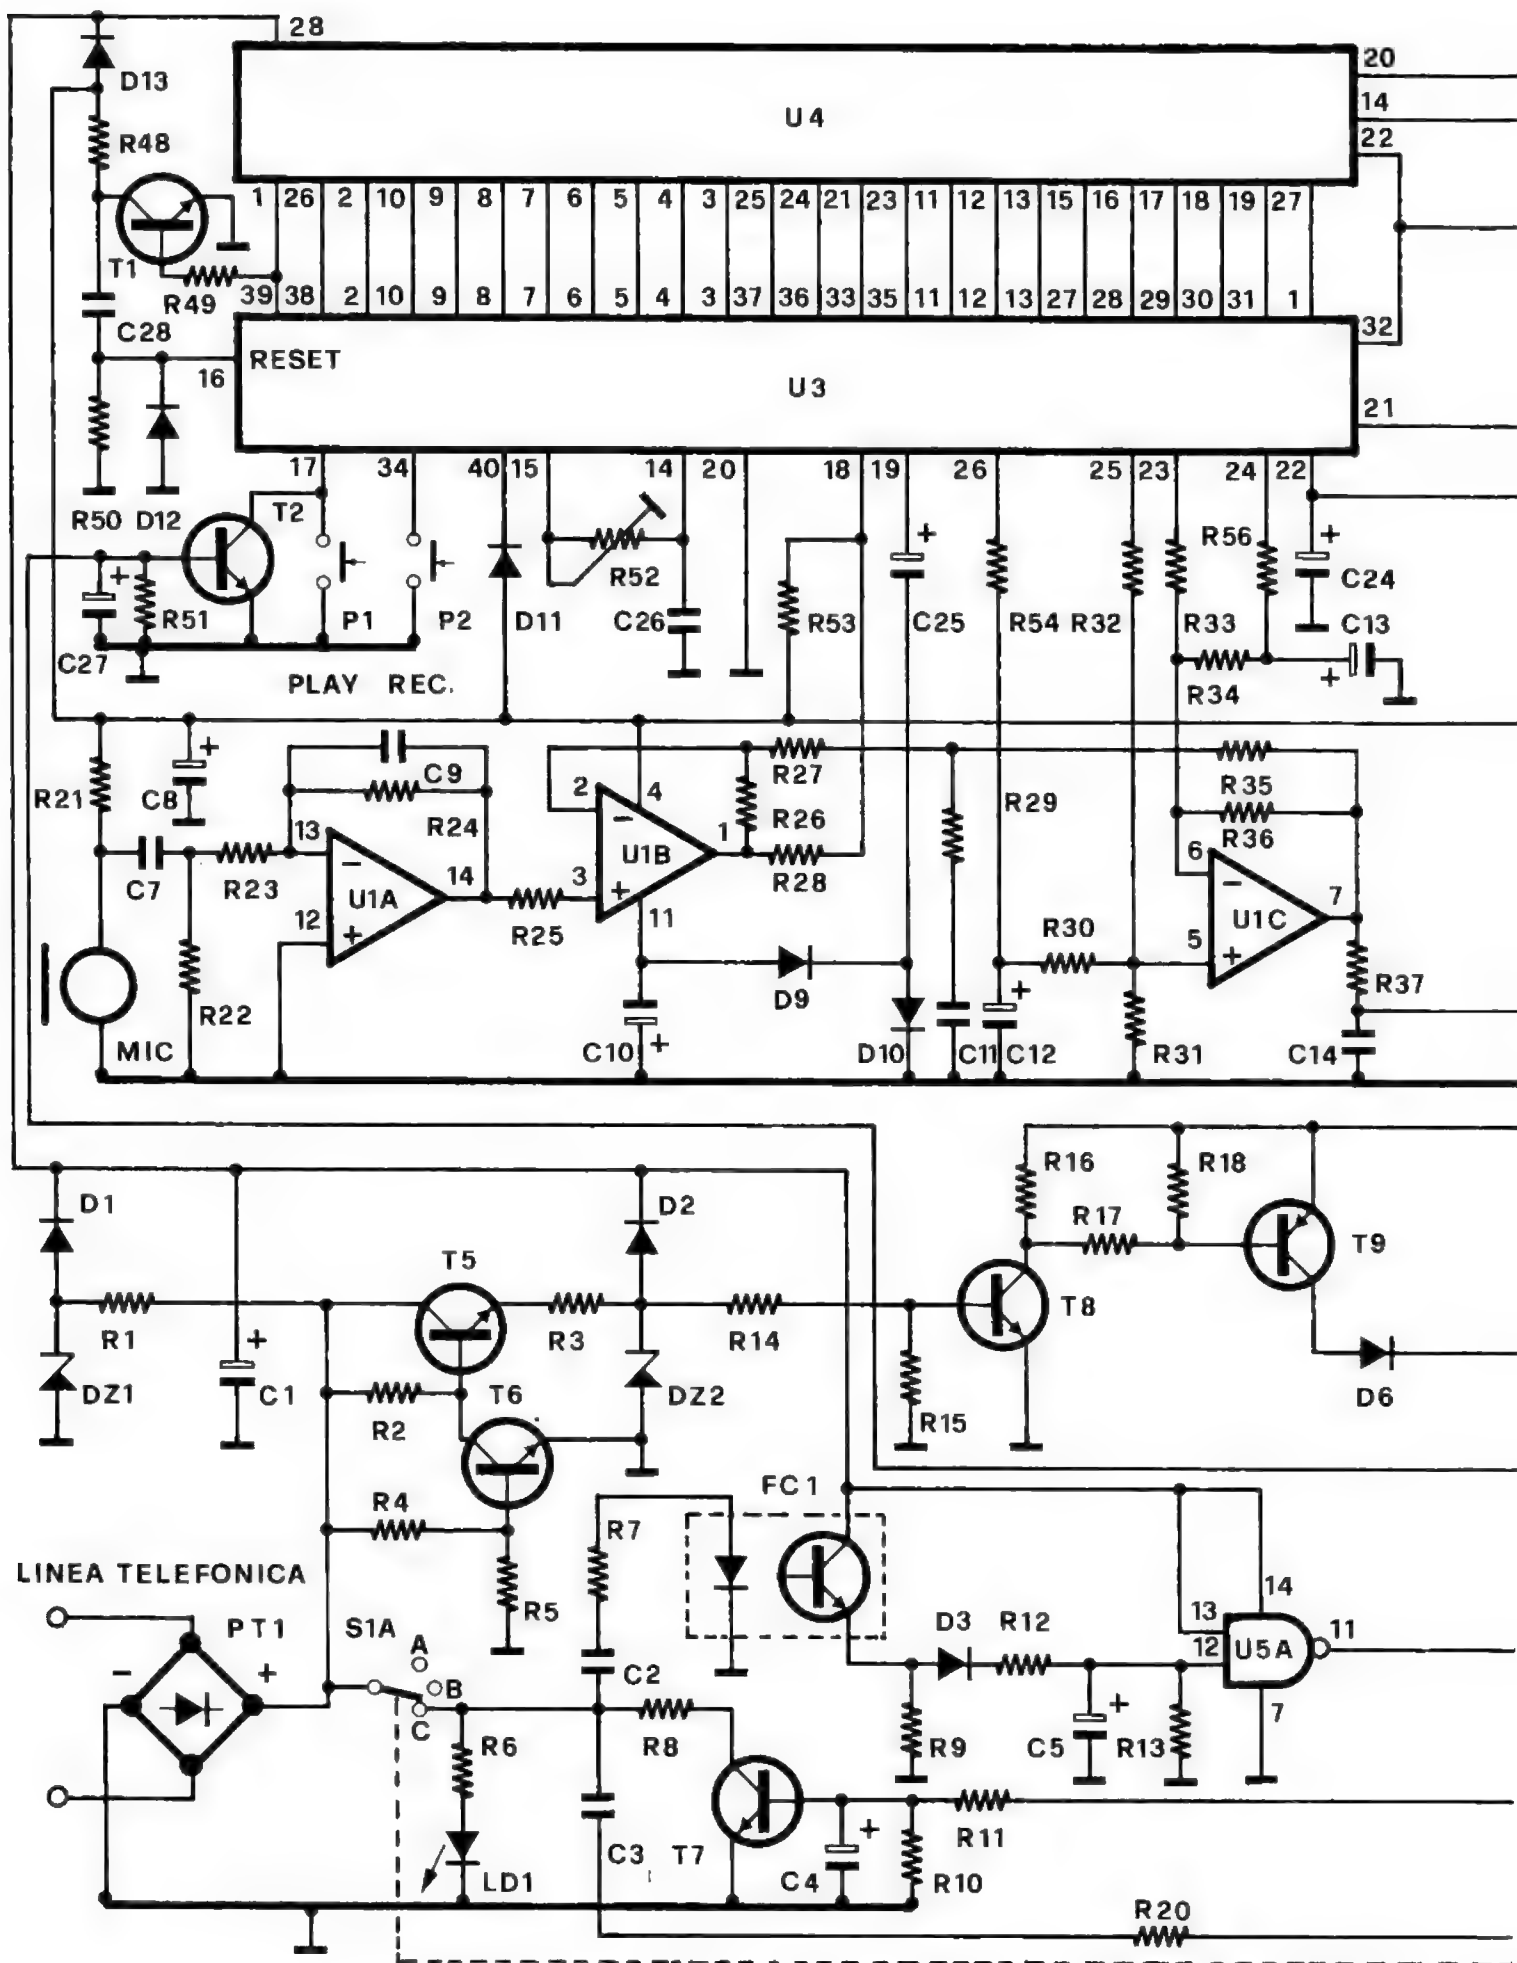 28
20
D13
U4
14
R48
22
1 26 2 10 9 8 7 6 5 4 3 25 24 21 23 11 12 13 15 16 17 18 19 27
T1
R49
39 38 2 10 9 8 7 6 5 4 3 37 36 33 35 11 12 13 27 28 29 30 31 1
C28
32
RESET
16
U3
21
17 34 40 15 14 20 18 19 26 25 23 24 22
R50 D12 T2
+ R52 + R56 + C24
R51 P1 P2 D11 C26 R53 C25 R54 R32 R33 C13
C27
PLAY REC.
R34 +
+
R21 C8 C9 2 4 R27 R29 R35
13 R24 − 1 R26 R36
C7 R23 − U1A 14 3 U1B R28 6 −
12 + R25 + 11 R30 5 + U1C 7
D9 + R37
R22
MIC C10 + D10 C11 C12 R31 C14
R16 R18
D1 D2
R17
T5 T9
T8
R1 + R3 R14
DZ1 C1 T6 DZ2 D6
R2 R15
FC1
R4 R7
LINEA TELEFONICA
14
PT1 S1A R5 D3 R12 13 11
A 12 U5A
− + C2
B + 7
C
R6 R8 R9 C5 R13
+ R11
C3 T7
LD1 C4 R10
R20